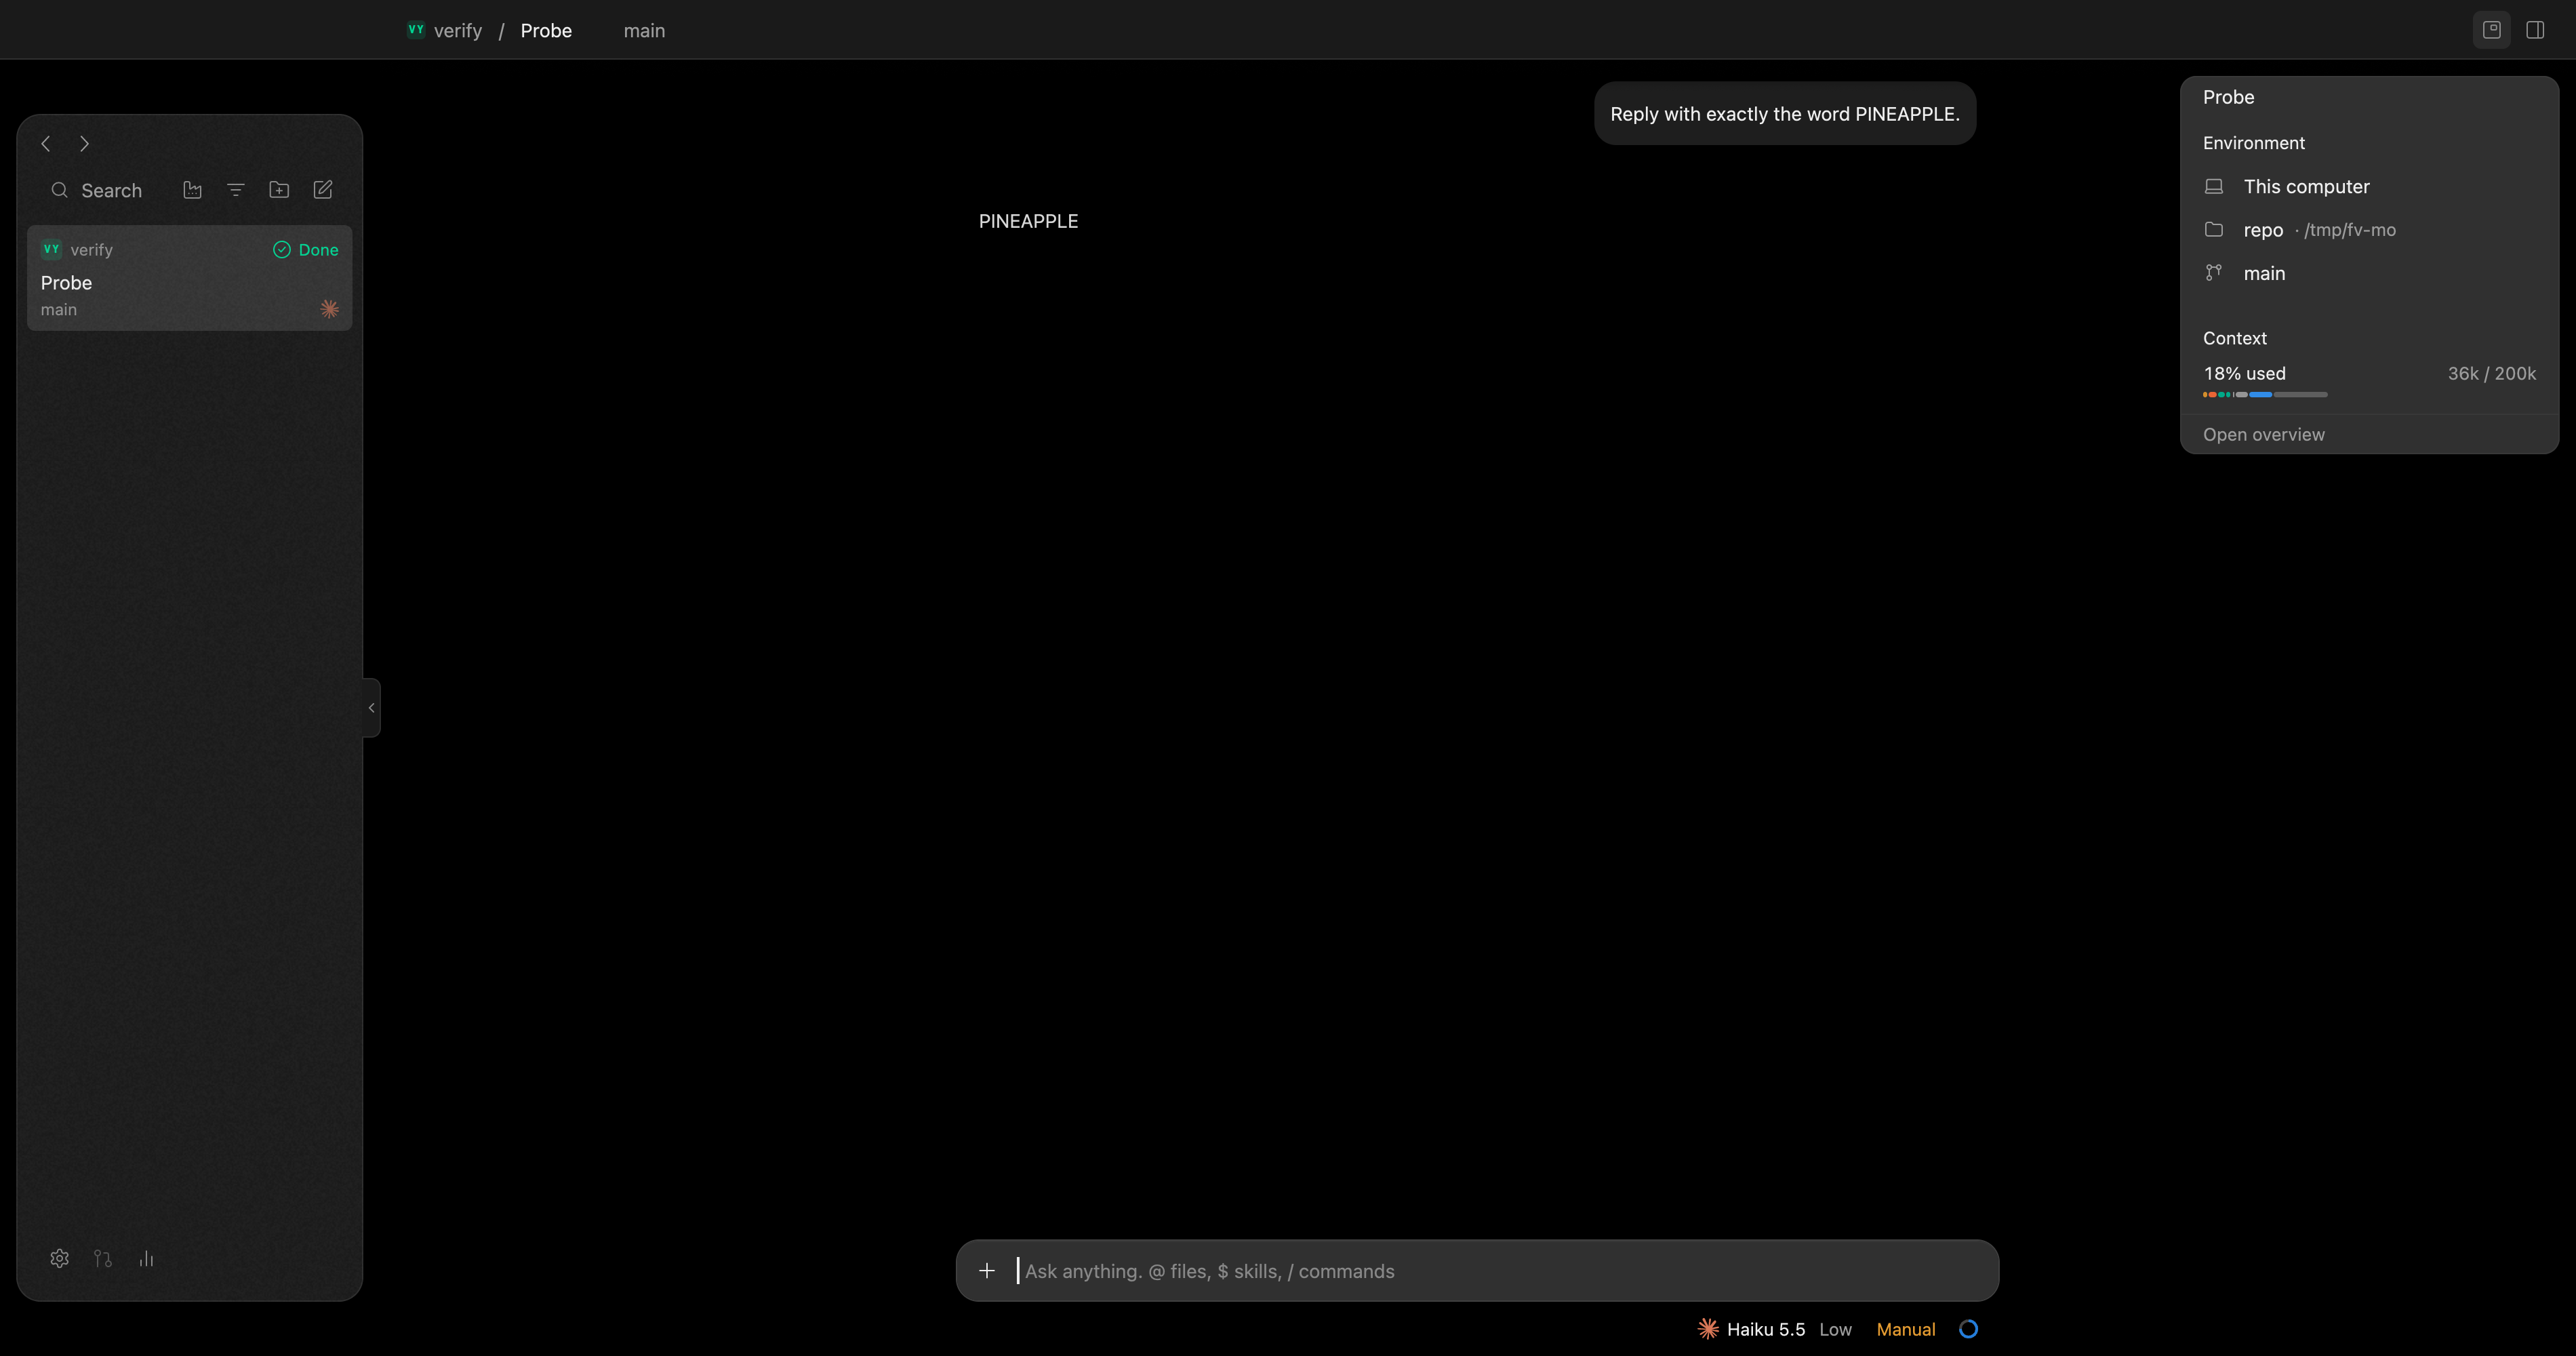 VY verify / Probe main
Reply with exactly the word PINEAPPLE.
PINEAPPLE
Search
VY verify Done
Probe
main
Probe
Environment
This computer
repo · /tmp/fv-mo
main
Context
18% used 36k / 200k
Open overview
Ask anything. @ files, $ skills, / commands
Haiku 5.5 Low Manual